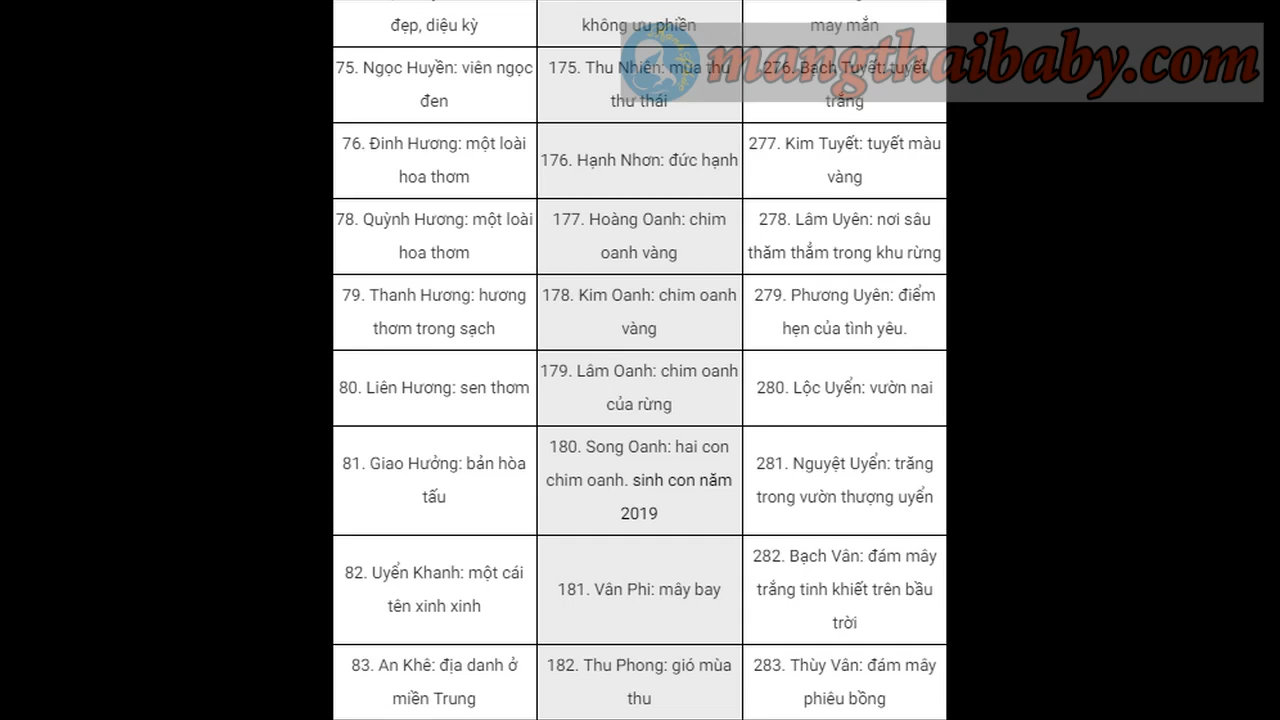 đẹp, diệu kỳ
không ưu phiền
may mắn
mangthaibaby.com
75. Ngọc Huyền: viên ngọc
đen
175. Thu Nhiên: mùa thu
thư thái
276. Bạch Tuyết: tuyết
trắng
76. Đinh Hương: một loài
hoa thơm
176. Hạnh Nhơn: đức hạnh
277. Kim Tuyết: tuyết màu
vàng
78. Quỳnh Hương: một loài
hoa thơm
177. Hoàng Oanh: chim
oanh vàng
278. Lâm Uyên: nơi sâu
thăm thẳm trong khu rừng
79. Thanh Hương: hương
thơm trong sạch
178. Kim Oanh: chim oanh
vàng
279. Phương Uyên: điểm
hẹn của tình yêu.
80. Liên Hương: sen thơm
179. Lâm Oanh: chim oanh
của rừng
280. Lộc Uyển: vườn nai
81. Giao Hưởng: bản hòa
tấu
180. Song Oanh: hai con
chim oanh. sinh con năm
2019
281. Nguyệt Uyển: trăng
trong vườn thượng uyển
82. Uyển Khanh: một cái
tên xinh xinh
181. Vân Phi: mây bay
282. Bạch Vân: đám mây
trắng tinh khiết trên bầu
trời
83. An Khê: địa danh ở
miền Trung
182. Thu Phong: gió mùa
thu
283. Thùy Vân: đám mây
phiêu bồng